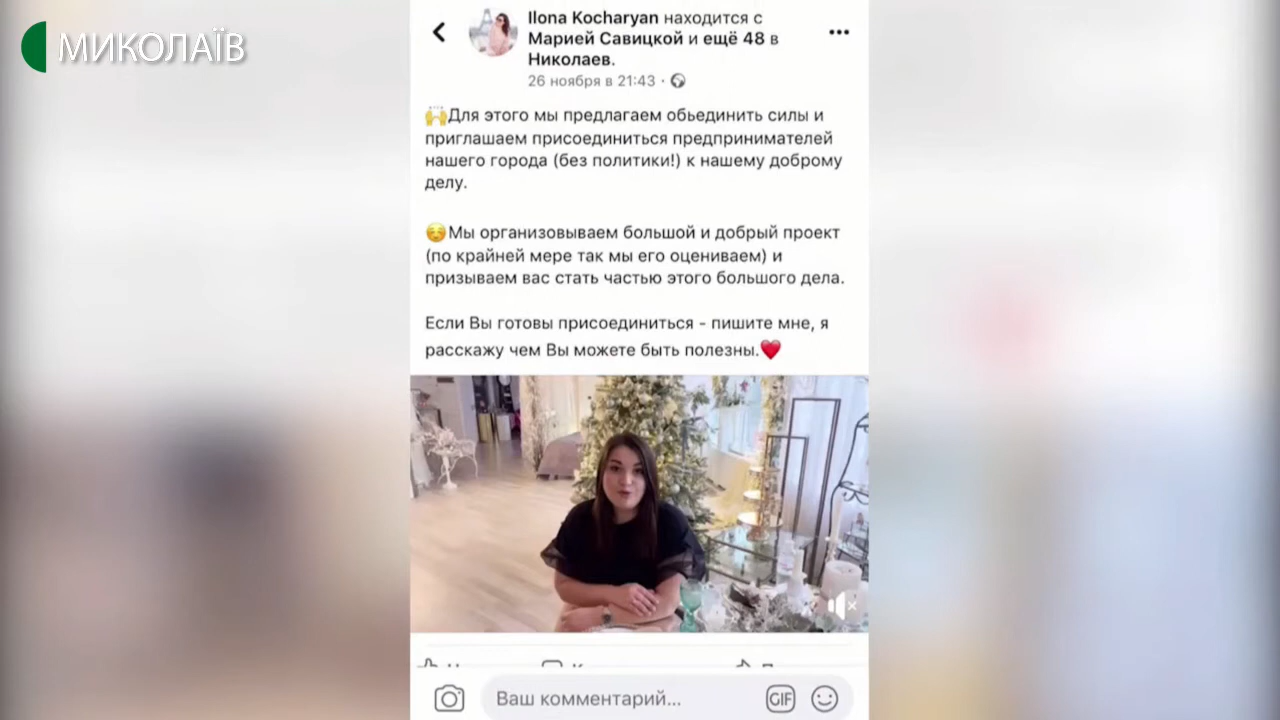 МИКОЛАЇВ
Ilona Kocharyan находится с
Марией Савицкой и ещё 48 в
Николаев.
26 ноября в 21:43 ·
🙌Для этого мы предлагаем обьединить силы и
приглашаем присоединиться предпринимателей
нашего города (без политики!) к нашему доброму
делу.
☺️Мы организовываем большой и добрый проект
(по крайней мере так мы его оцениваем) и
призываем вас стать частью этого большого дела.
Если Вы готовы присоединиться - пишите мне, я
расскажу чем Вы можете быть полезны.❤️
Ваш комментарий...
GIF